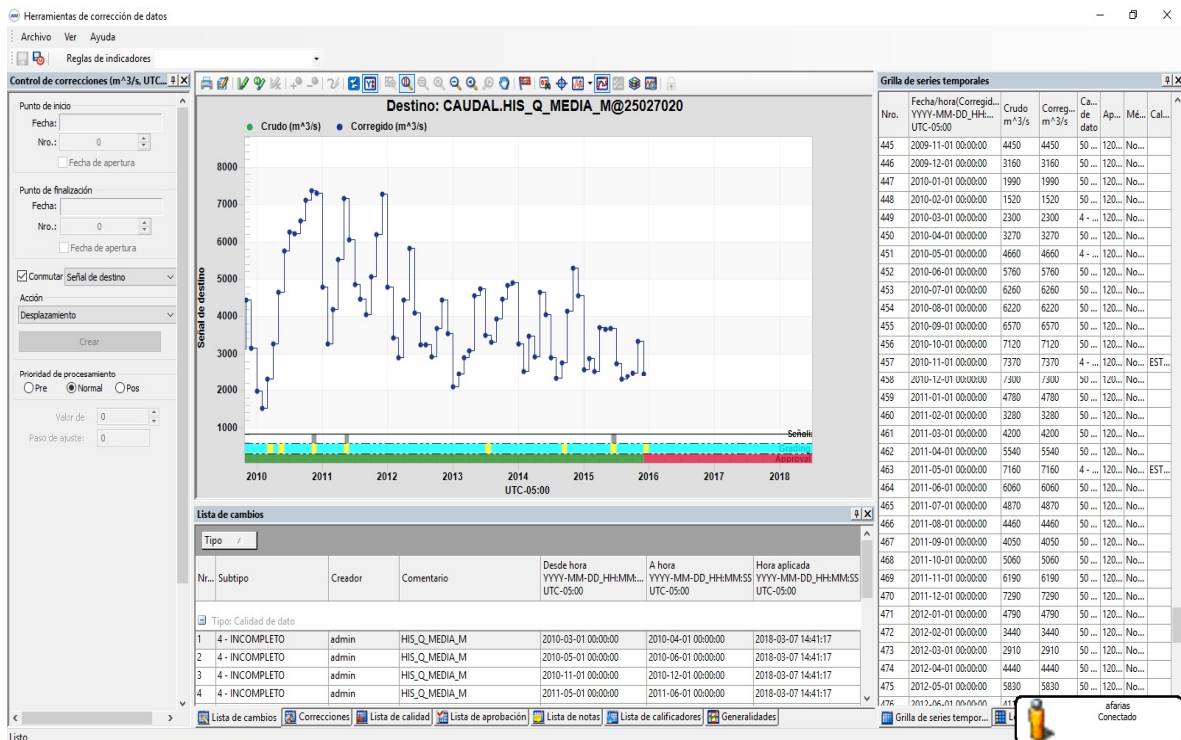 Herramientas de corrección de datos
Archivo Ver Ayuda
Reglas de indicadores
Control de correcciones (m^3/s, UTC...
Punto de inicio
Fecha:
Nro.: 0
Fecha de apertura
Punto de finalización
Fecha:
Nro.: 0
Fecha de apertura
Conmutar Señal de destino
Acción
Desplazamiento
Crear
Prioridad de procesamiento
Pre Normal Pos
Valor de 0
Paso de ajuste: 0
Destino: CAUDAL.HIS_Q_MEDIA_M@25027020
Crudo (m^3/s) Corregido (m^3/s)
Señal de destino
8000
7000
6000
5000
4000
3000
2000
1000
Señali
Grading
Approval
2010 2011 2012 2013 2014 2015 2016 2017 2018
UTC-05:00
Lista de cambios
Tipo /
Nr... Subtipo Creador Comentario Desde hora YYYY-MM-DD_HH:MM:... UTC-05:00 A hora YYYY-MM-DD_HH:MM:SS UTC-05:00 Hora aplicada YYYY-MM-DD_HH:MM:SS UTC-05:00
Tipo: Calidad de dato
1 4 - INCOMPLETO admin HIS_Q_MEDIA_M 2010-03-01 00:00:00 2010-04-01 00:00:00 2018-03-07 14:41:17
2 4 - INCOMPLETO admin HIS_Q_MEDIA_M 2010-05-01 00:00:00 2010-06-01 00:00:00 2018-03-07 14:41:17
3 4 - INCOMPLETO admin HIS_Q_MEDIA_M 2010-11-01 00:00:00 2010-12-01 00:00:00 2018-03-07 14:41:17
4 4 - INCOMPLETO admin HIS_Q_MEDIA_M 2011-05-01 00:00:00 2011-06-01 00:00:00 2018-03-07 14:41:17
Lista de cambios Correcciones Lista de calidad Lista de aprobación Lista de notas Lista de calificadores Generalidades
Grilla de series temporales
Nro. Fecha/hora(Corregid... YYYY-MM-DD_HH:... UTC-05:00 Crudo m^3/s Correg... m^3/s Ca... de dato Ap... Mé... Cal...
445 2009-11-01 00:00:00 4450 4450 50 ... 120... No...
446 2009-12-01 00:00:00 3160 3160 50 ... 120... No...
447 2010-01-01 00:00:00 1990 1990 50 ... 120... No...
448 2010-02-01 00:00:00 1520 1520 50 ... 120... No...
449 2010-03-01 00:00:00 2300 2300 4 - ... 120... No...
450 2010-04-01 00:00:00 3270 3270 50 ... 120... No...
451 2010-05-01 00:00:00 4660 4660 4 - ... 120... No...
452 2010-06-01 00:00:00 5760 5760 50 ... 120... No...
453 2010-07-01 00:00:00 6260 6260 50 ... 120... No...
454 2010-08-01 00:00:00 6220 6220 50 ... 120... No...
455 2010-09-01 00:00:00 6570 6570 50 ... 120... No...
456 2010-10-01 00:00:00 7120 7120 50 ... 120... No...
457 2010-11-01 00:00:00 7370 7370 4 - ... 120... No... EST...
458 2010-12-01 00:00:00 7300 7300 50 ... 120... No...
459 2011-01-01 00:00:00 4780 4780 50 ... 120... No...
460 2011-02-01 00:00:00 3280 3280 50 ... 120... No...
461 2011-03-01 00:00:00 4200 4200 50 ... 120... No...
462 2011-04-01 00:00:00 5540 5540 50 ... 120... No...
463 2011-05-01 00:00:00 7160 7160 4 - ... 120... No... EST...
464 2011-06-01 00:00:00 6060 6060 50 ... 120... No...
465 2011-07-01 00:00:00 4870 4870 50 ... 120... No...
466 2011-08-01 00:00:00 4460 4460 50 ... 120... No...
467 2011-09-01 00:00:00 4050 4050 50 ... 120... No...
468 2011-10-01 00:00:00 5060 5060 50 ... 120... No...
469 2011-11-01 00:00:00 6190 6190 50 ... 120... No...
470 2011-12-01 00:00:00 7290 7290 50 ... 120... No...
471 2012-01-01 00:00:00 4790 4790 50 ... 120... No...
472 2012-02-01 00:00:00 3440 3440 50 ... 120... No...
473 2012-03-01 00:00:00 2910 2910 50 ... 120... No...
474 2012-04-01 00:00:00 4440 4440 50 ... 120... No...
475 2012-05-01 00:00:00 5830 5830 50 ... 120... No...
476 2012-06-01 00:00:00
Grilla de series tempor...
afarias
Conectado
Listo